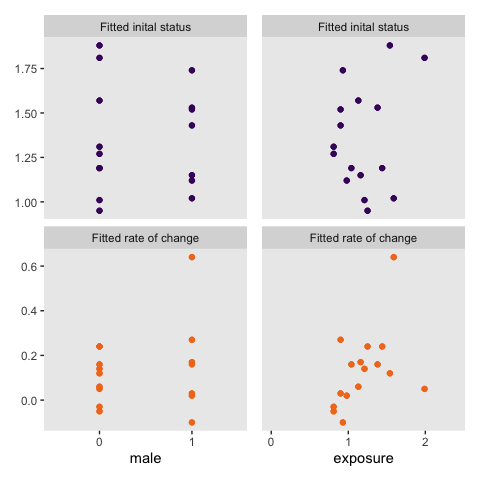 Fitted inital status
Fitted inital status
1.75
1.50
1.25
1.00
Fitted rate of change
Fitted rate of change
0.6
0.4
0.2
0.0
0
1
0
1
2
male
exposure